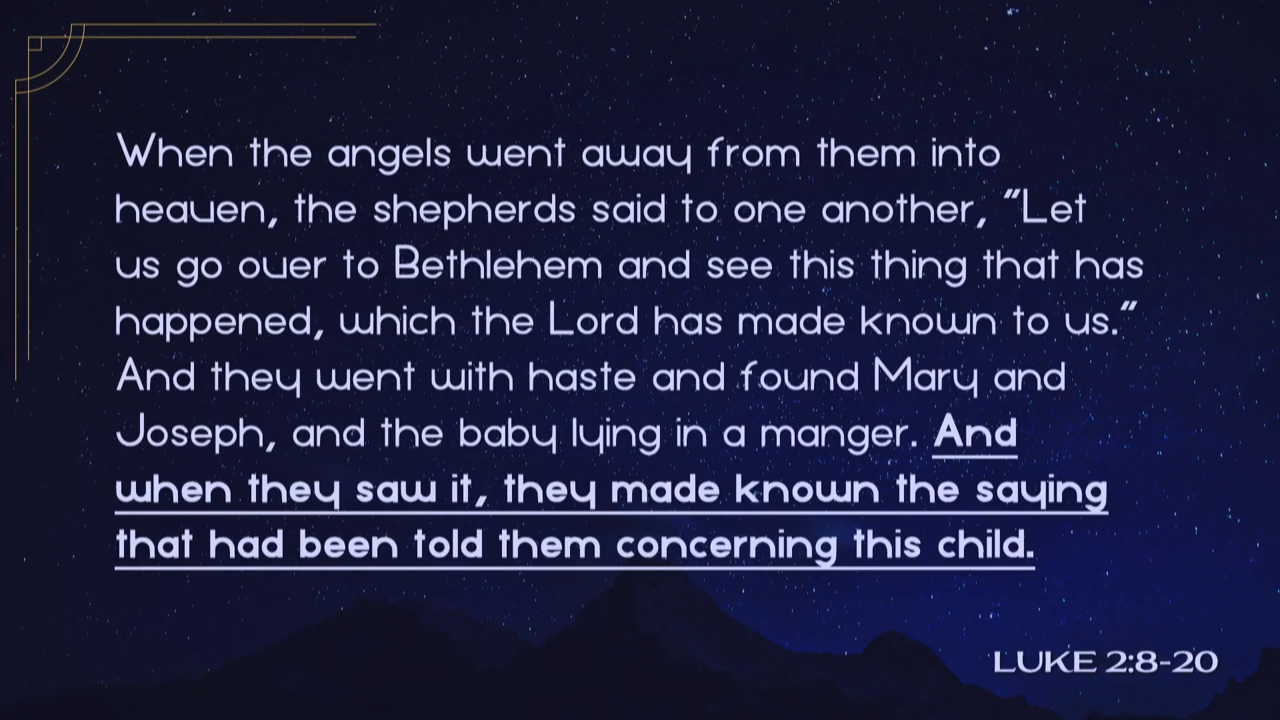 When the angels went away from them into
heaven, the shepherds said to one another, “Let
us go over to Bethlehem and see this thing that has
happened, which the Lord has made known to us.”
And they went with haste and found Mary and
Joseph, and the baby lying in a manger. And
when they saw it, they made known the saying
that had been told them concerning this child.
LUKE 2:8-20